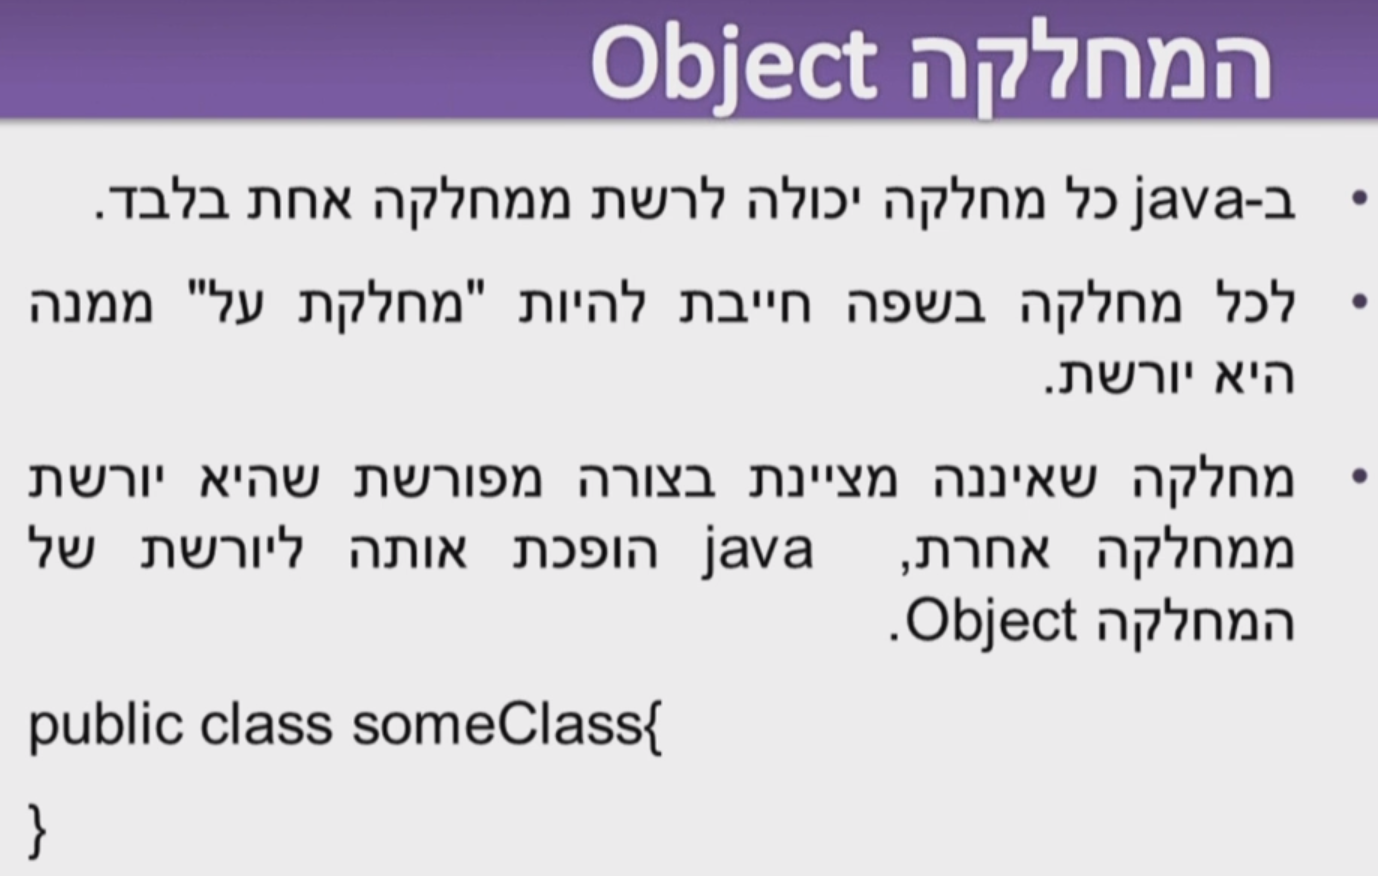 המחלקה Object
• ב-java כל מחלקה יכולה לרשת ממחלקה אחת בלבד.
• לכל מחלקה בשפה חייבת להיות "מחלקת על" ממנה
היא יורשת.
• מחלקה שאיננה מציינת בצורה מפורשת שהיא יורשת
ממחלקה אחרת, java הופכת אותה ליורשת של
המחלקה Object.
public class someClass{
}